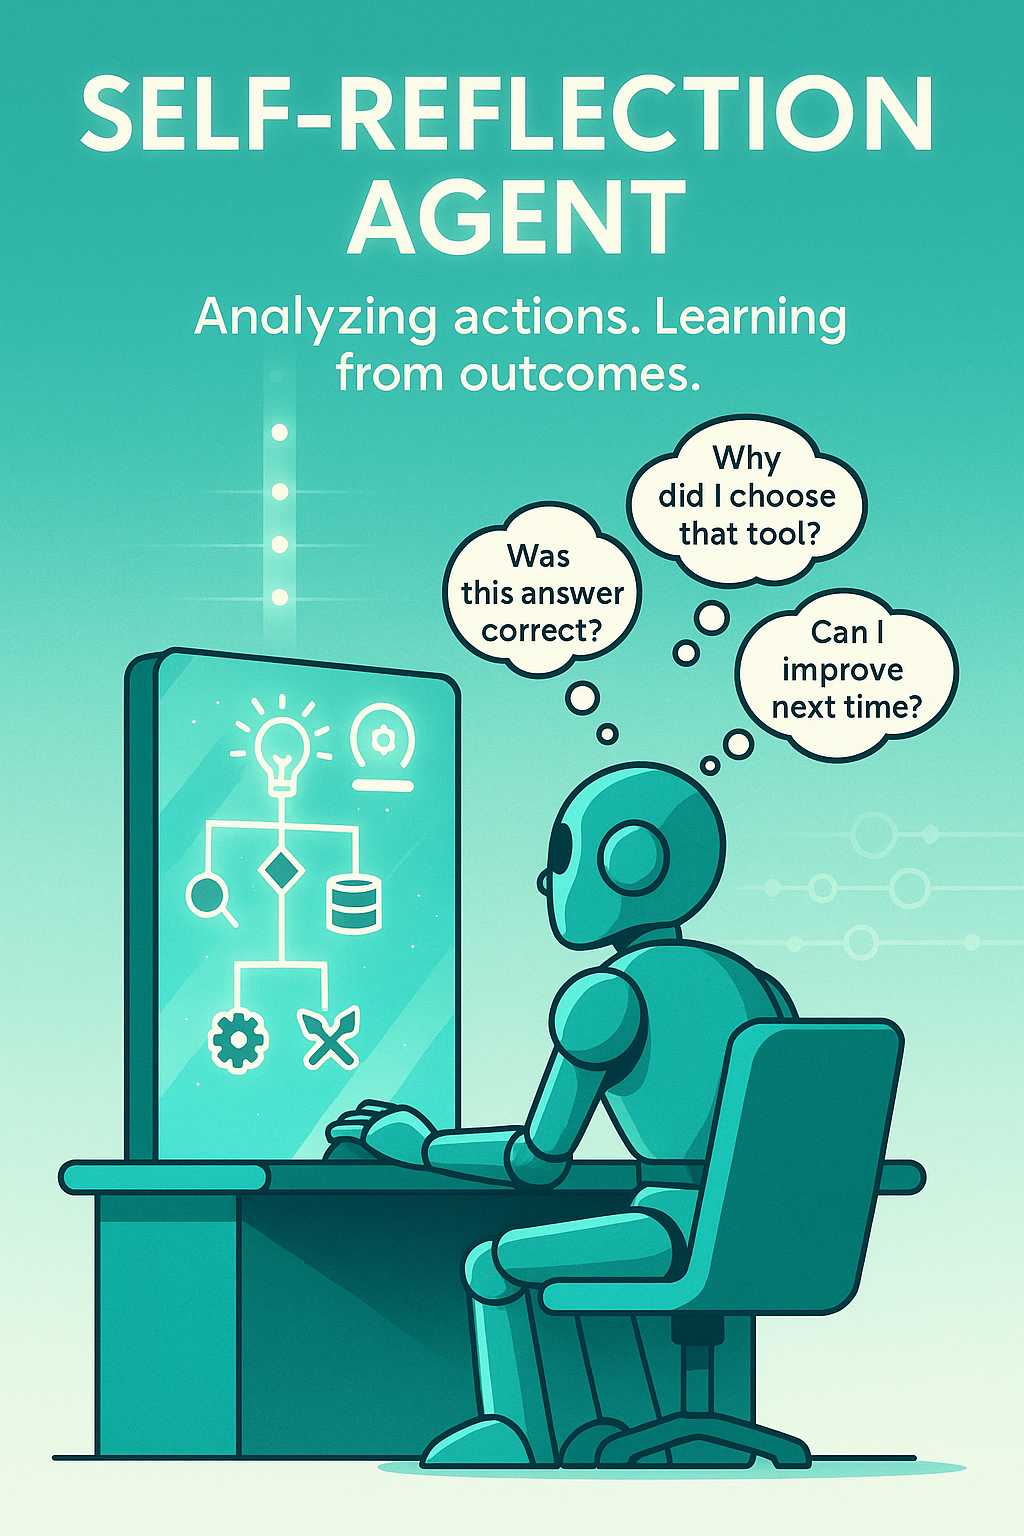 SELF-REFLECTION
AGENT
Analyzing actions. Learning
from outcomes.
Why
did I choose
that tool?
Was
this answer
correct?
Can I
improve
next time?